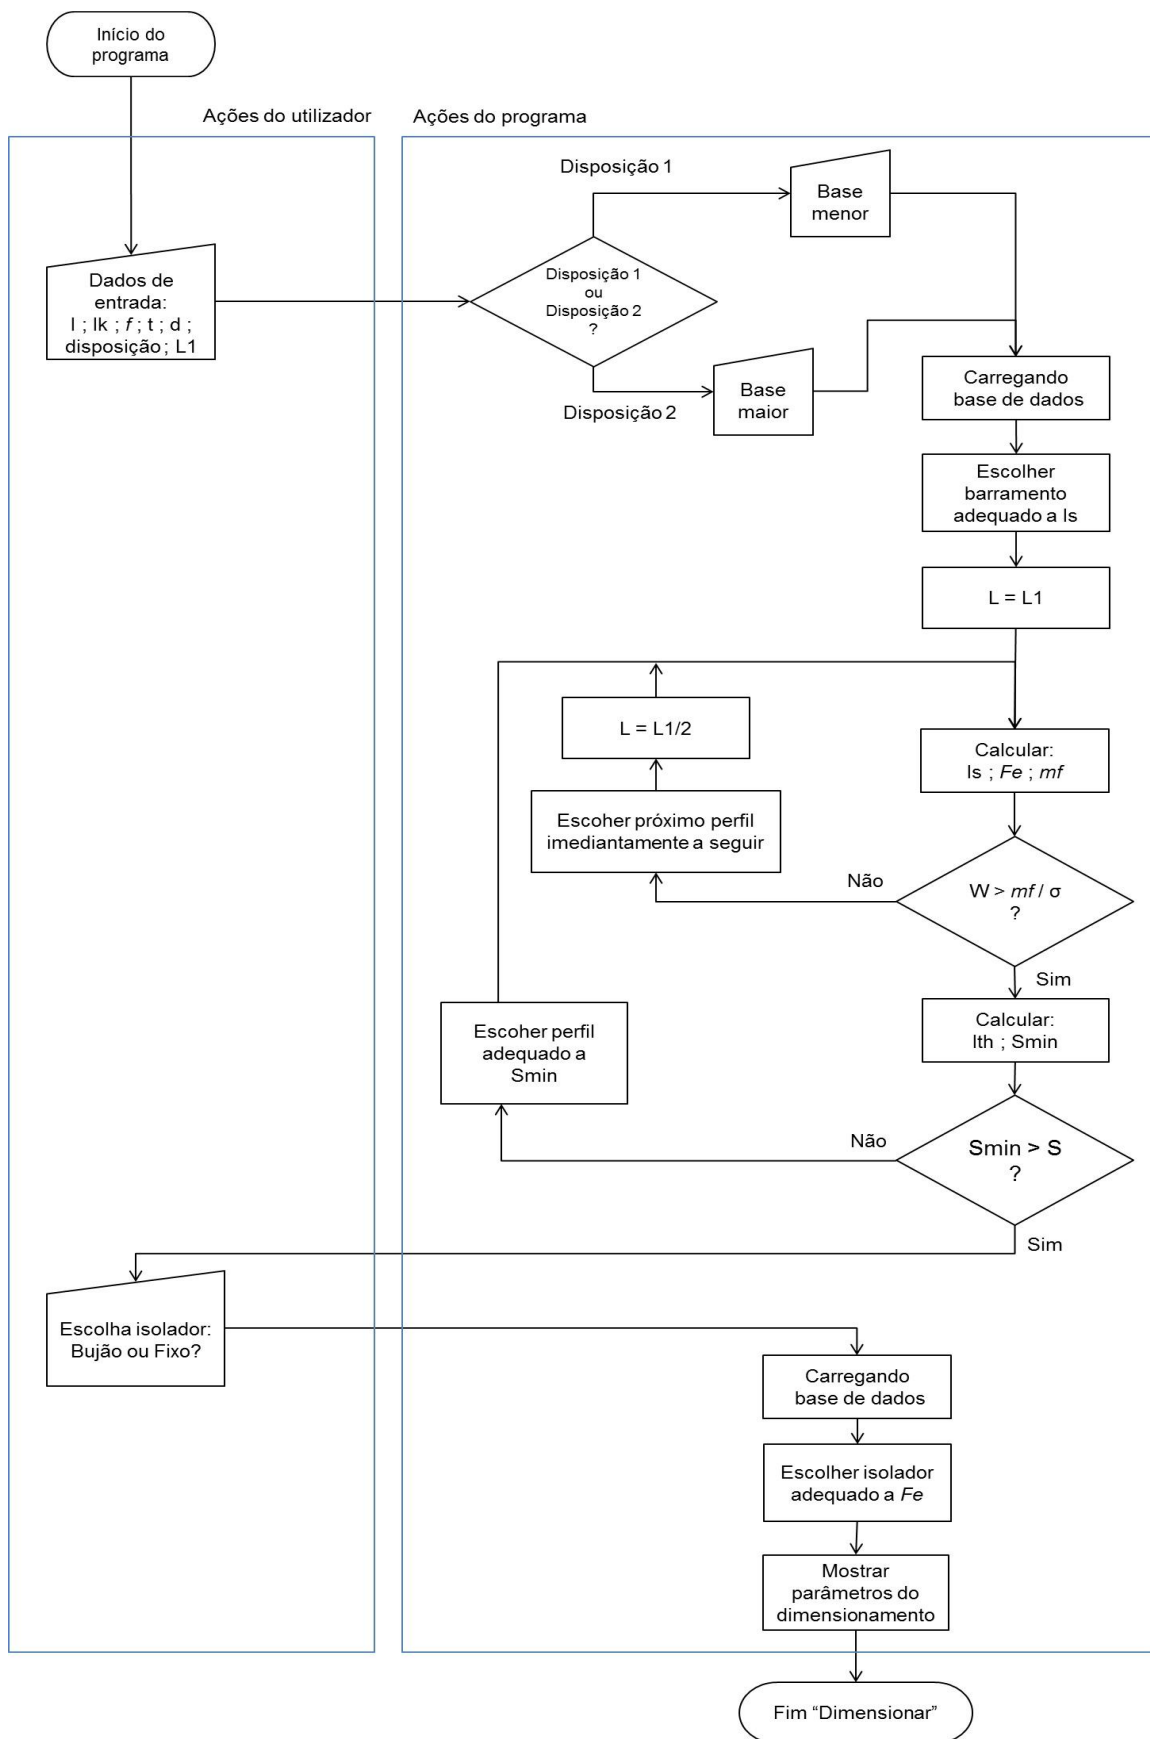 Início do
programa
Ações do utilizador
Ações do programa
Dados de
entrada:
I ; Ik ; f ; t ; d ;
disposição ; L1
Disposição 1
ou
Disposição 2
?
Disposição 1
Base
menor
Disposição 2
Base
maior
Carregando
base de dados
Escolher
barramento
adequado a Is
L = L1
Calcular:
Is ; Fe ; mf
W > mf / σ
?
Não
Escoher próximo perfil
imediantamente a seguir
L = L1/2
Sim
Calcular:
Ith ; Smin
Smin > S
?
Não
Escoher perfil
adequado a
Smin
Sim
Escolha isolador:
Bujão ou Fixo?
Carregando
base de dados
Escolher isolador
adequado a Fe
Mostrar
parâmetros do
dimensionamento
Fim “Dimensionar”